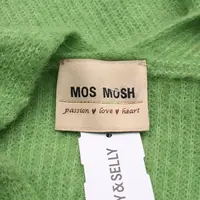 MOS MOSH
passion ♥ love ♥ heart
Y & SELLY